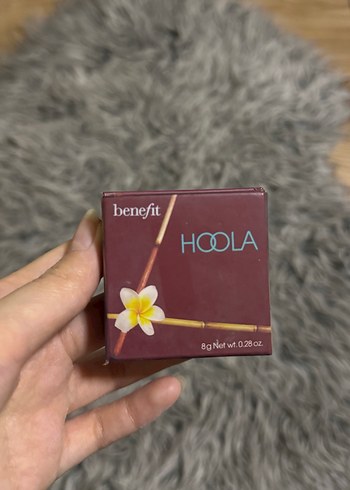 benefit
HOOLA
8g Net wt. 0.28 oz.